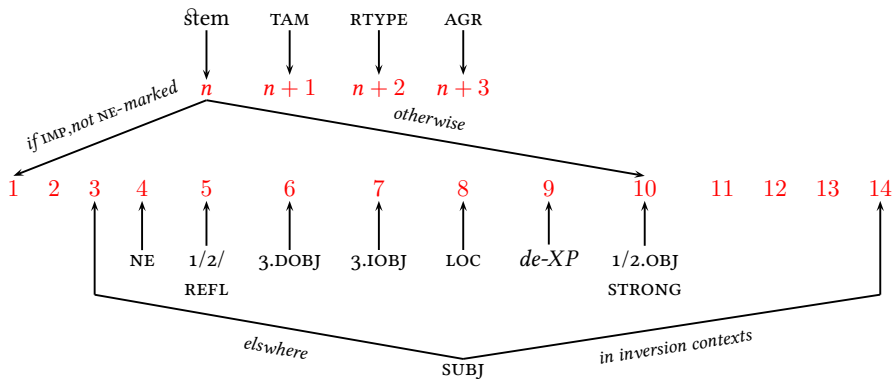 stem TAM RTYPE AGR
n n + 1 n + 2 n + 3
if IMP, not NE-marked otherwise
1 2 3 4 5 6 7 8 9 10 11 12 13 14
NE 1/2/ 3.DOBJ 3.IOBJ LOC de-XP 1/2.OBJ
REFL STRONG
elswhere in inversion contexts
SUBJ